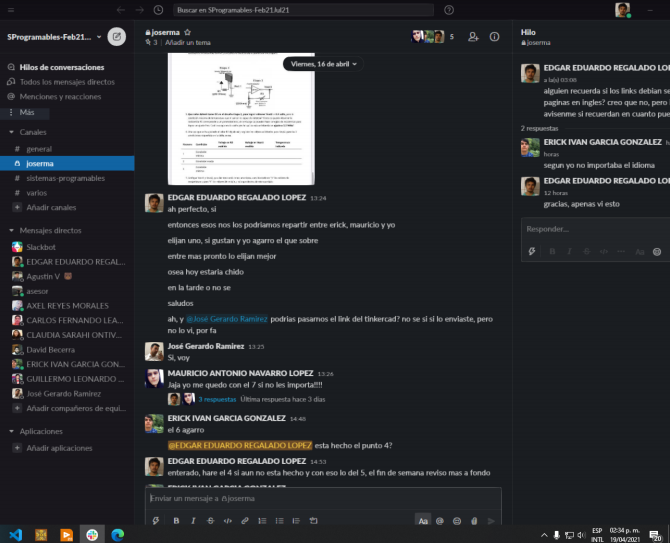 Buscar en SProgramables-Feb21Jul21
SProgramables-Feb21...
Hilos de conversaciones
Todos los mensajes directos
Menciones y reacciones
Más
Canales
# general
joserma
# sistemas-programables
# varios
Añadir canales
Mensajes directos
Slackbot
EDGAR EDUARDO REGAL...
Agustin V
asesor
AXEL REYES MORALES
CARLOS FERNANDO LEA...
CLAUDIA SARAHI ONTIV...
David Becerra
ERICK IVAN GARCIA GON...
GUILLERMO LEONARDO ...
José Gerardo Ramírez
Añadir compañeros de equi...
Aplicaciones
Añadir aplicaciones
joserma
3 Añadir un tema
5
Viernes, 16 de abril
EDGAR EDUARDO REGALADO LOPEZ 13:24
ah perfecto, si
entonces esos nos los podriamos repartir entre erick, mauricio y yo
elijan uno, si gustan y yo agarro el que sobre
entre mas pronto lo elijan mejor
osea hoy estaria chido
en la tarde o no se
saludos
ah, y @José Gerardo Ramírez podrias pasarnos el link del tinkercad? no se si si lo enviaste, pero
no lo vi, por fa
José Gerardo Ramírez 13:25
Si, voy
MAURICIO ANTONIO NAVARRO LOPEZ 13:26
Jaja yo me quedo con el 7 si no les importa!!!!
3 respuestas Última respuesta hace 3 días
ERICK IVAN GARCIA GONZALEZ 14:48
el 6 agarro
@EDGAR EDUARDO REGALADO LOPEZ esta hecho el punto 4?
EDGAR EDUARDO REGALADO LOPEZ 14:53
enterado, hare el 4 si aun no esta hecho y con eso lo del 5, el fin de semana reviso mas a fondo
ERICK IVAN GARCIA GONZALEZ
Enviar un mensaje a joserma
Hilo
joserma
EDGAR EDUARDO REGALADO LO
a la(s) 03:08
alguien recuerda si los links debian se
paginas en ingles? creo que no, pero
avisenme si recuerdan en cuanto pue
2 respuestas
ERICK IVAN GARCIA GONZALEZ
horas
segun yo no importaba el idioma
EDGAR EDUARDO REGALADO LO
12 horas
gracias, apenas vi esto
Responder...
ESP
INTL
02:34 p. m.
19/04/2021
20